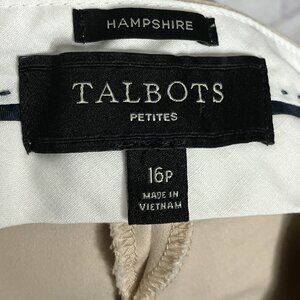 HAMPSHIRE
TALBOTS
PETITES
16P
MADE IN
VIETNAM